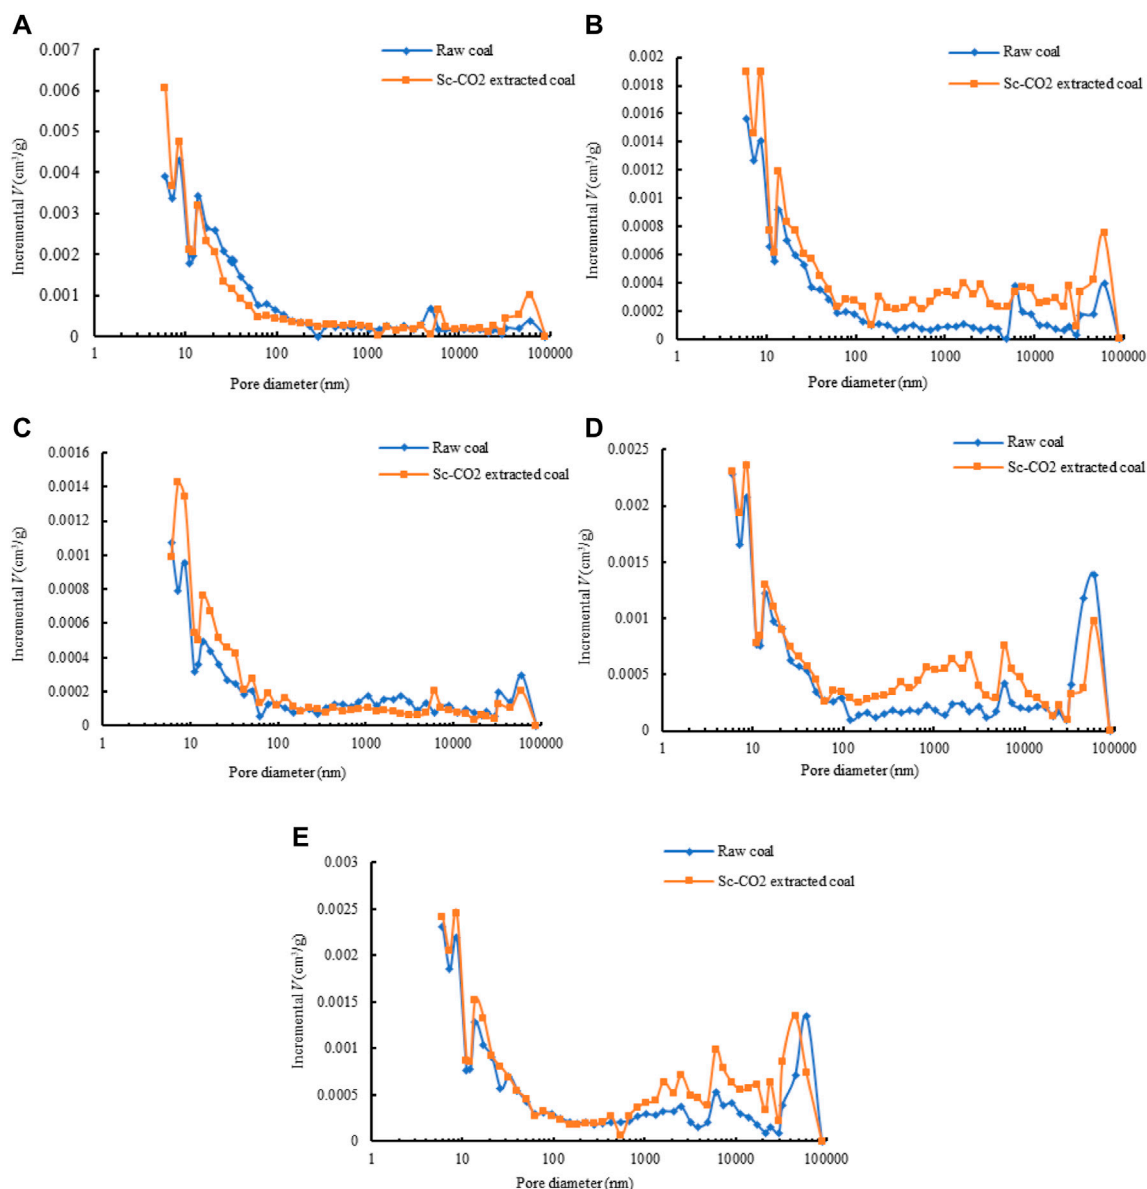 A
Raw coal
Sc-CO2 extracted coal
Incremental V(cm³/g)
0.007
0.006
0.005
0.004
0.003
0.002
0.001
0
1 10 100 1000 10000 100000
Pore diameter (nm)
B
Raw coal
Sc-CO2 extracted coal
Incremental V(cm³/g)
0.002
0.0018
0.0016
0.0014
0.0012
0.001
0.0008
0.0006
0.0004
0.0002
0
1 10 100 1000 10000 100000
Pore diameter (nm)
C
Raw coal
Sc-CO2 extracted coal
Incremental V(cm³/g)
0.0016
0.0014
0.0012
0.001
0.0008
0.0006
0.0004
0.0002
0
1 10 100 1000 10000 100000
Pore diameter (nm)
D
Raw coal
Sc-CO2 extracted coal
Incremental V(cm³/g)
0.0025
0.002
0.0015
0.001
0.0005
0
1 10 100 1000 10000 100000
Pore diameter (nm)
E
Raw coal
Sc-CO2 extracted coal
Incremental V(cm³/g)
0.003
0.0025
0.002
0.0015
0.001
0.0005
0
1 10 100 1000 10000 100000
Pore diameter (nm)